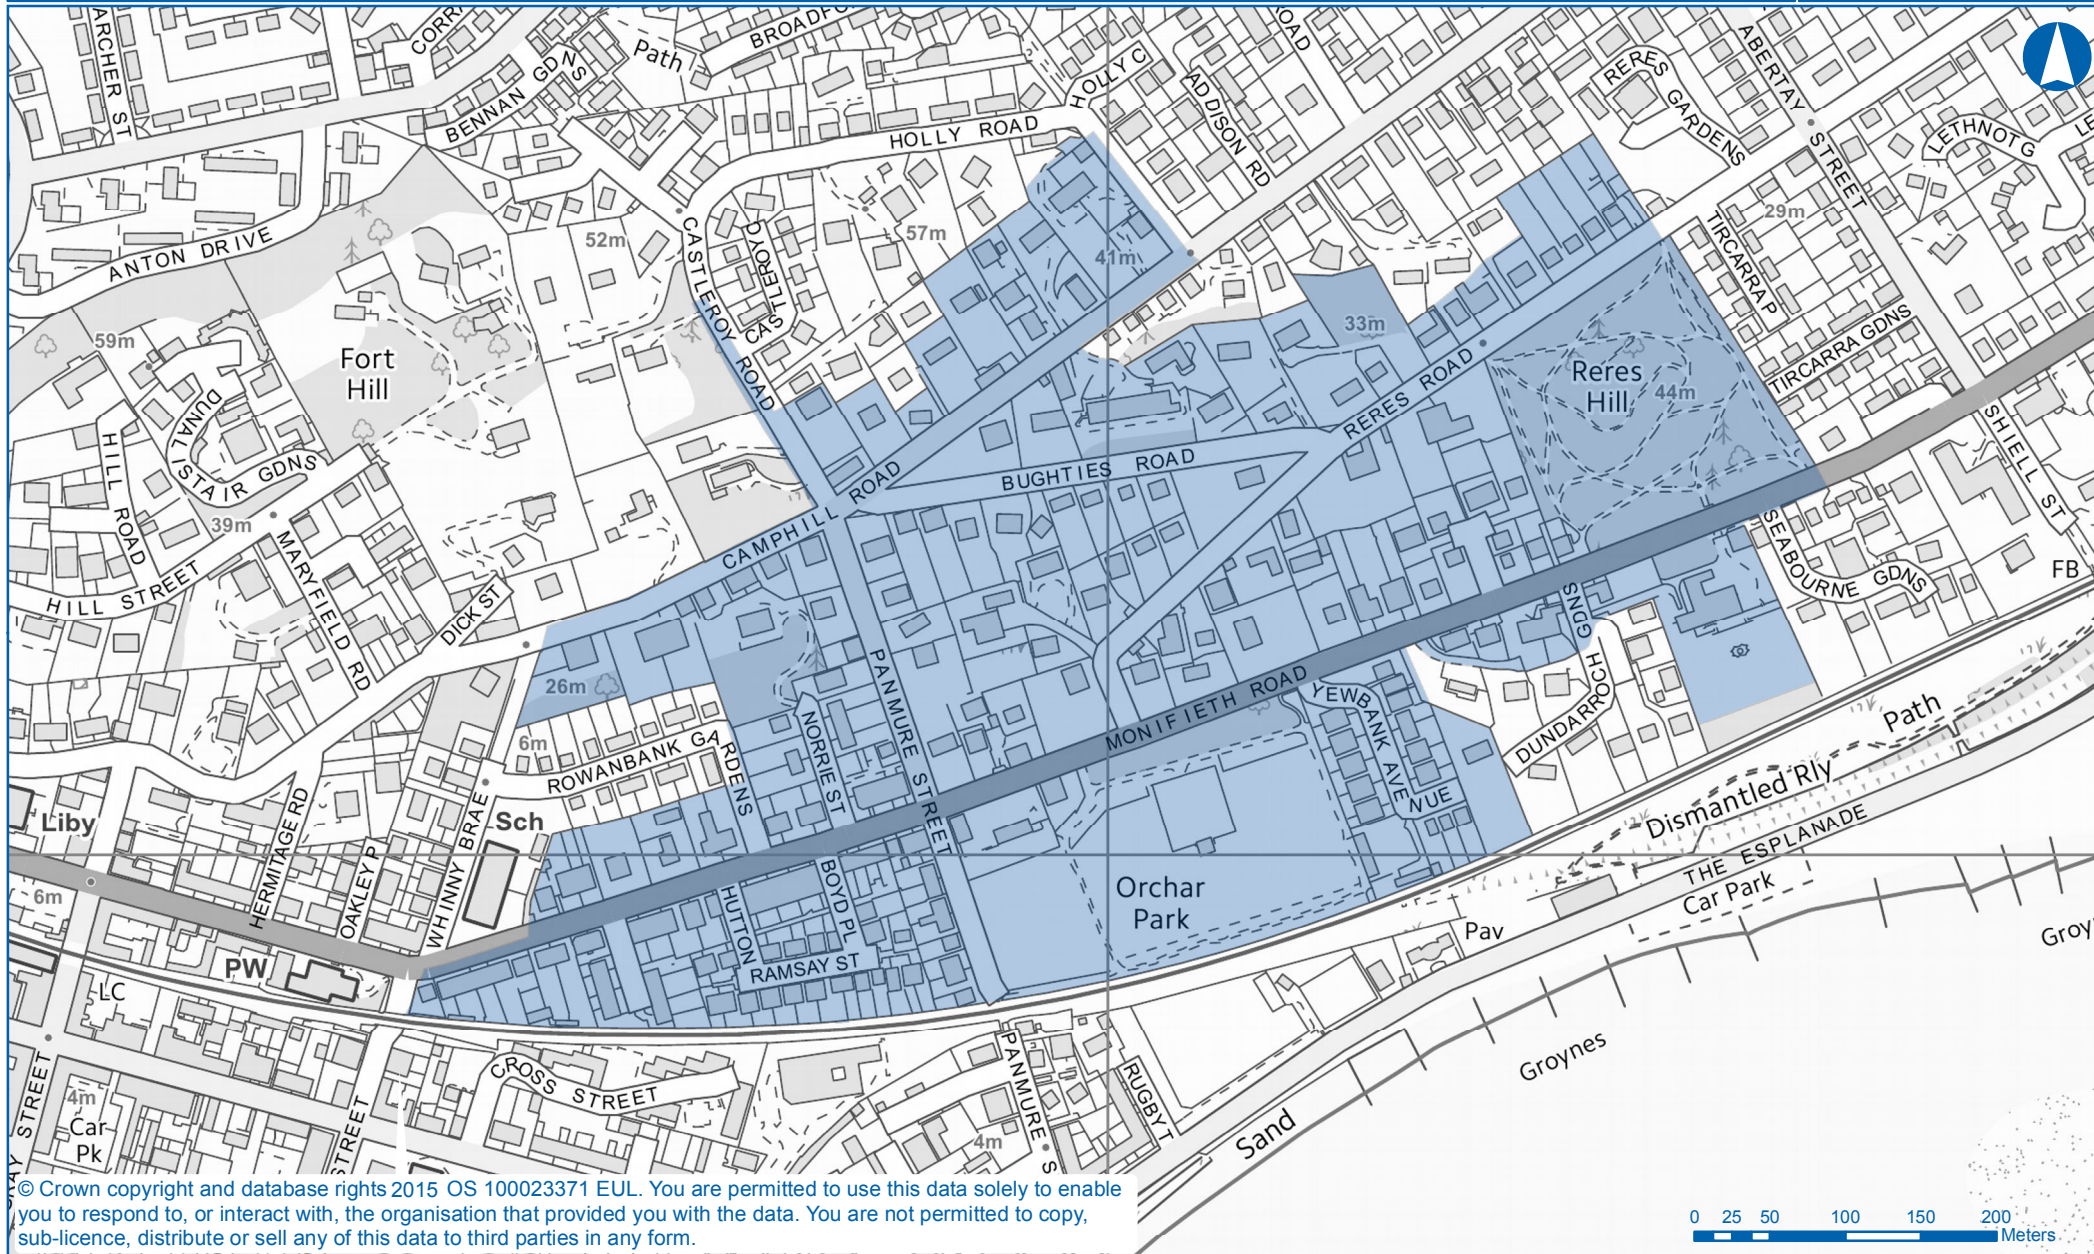 ARCHER ST
CORRA
BENNAN GDNS
Path
BROADFO
HOLLY C
ROAD
ADDISON RD
RERES GARDENS
ABERTAY STREET
LETHNOT G
LE
HOLLY ROAD
ANTON DRIVE
52m
CASTLEROY ROAD
CASTLEROY G
57m
41m
29m
TIRCARRA P
TIRCARRA GDNS
59m
Fort
Hill
33m
RERES ROAD
Reres
Hill
44m
DUNALISTAIR GDNS
HILL ROAD
39m
HILL STREET
MARYFIELD RD
DICK ST
CAMPHILL ROAD
BUGHTIES ROAD
SHIELL ST
SEABOURNE GDNS
FB
26m
PANMURE STREET
NORRIE ST
6m
ROWANBANK GARDENS
MONIFIETH ROAD
YEWBANK AVENUE
DUNDARROCH GDNS
Path
Dismantled Rly
THE ESPLANADE
Car Park
Liby
HERMITAGE RD
OAKLEY P
WHINNY BRAE
Sch
6m
HUTTON
BOYD PL
RAMSAY ST
Orchar
Park
Pav
Groy
PW
LC
Groynes
STREET
4m
Car
Pk
STREET
CROSS STREET
PANMURE S
RUGBY T
4m
Sand
© Crown copyright and database rights 2015 OS 100023371 EUL. You are permitted to use this data solely to enable
you to respond to, or interact with, the organisation that provided you with the data. You are not permitted to copy,
sub-licence, distribute or sell any of this data to third parties in any form.
0 25 50 100 150 200
Meters